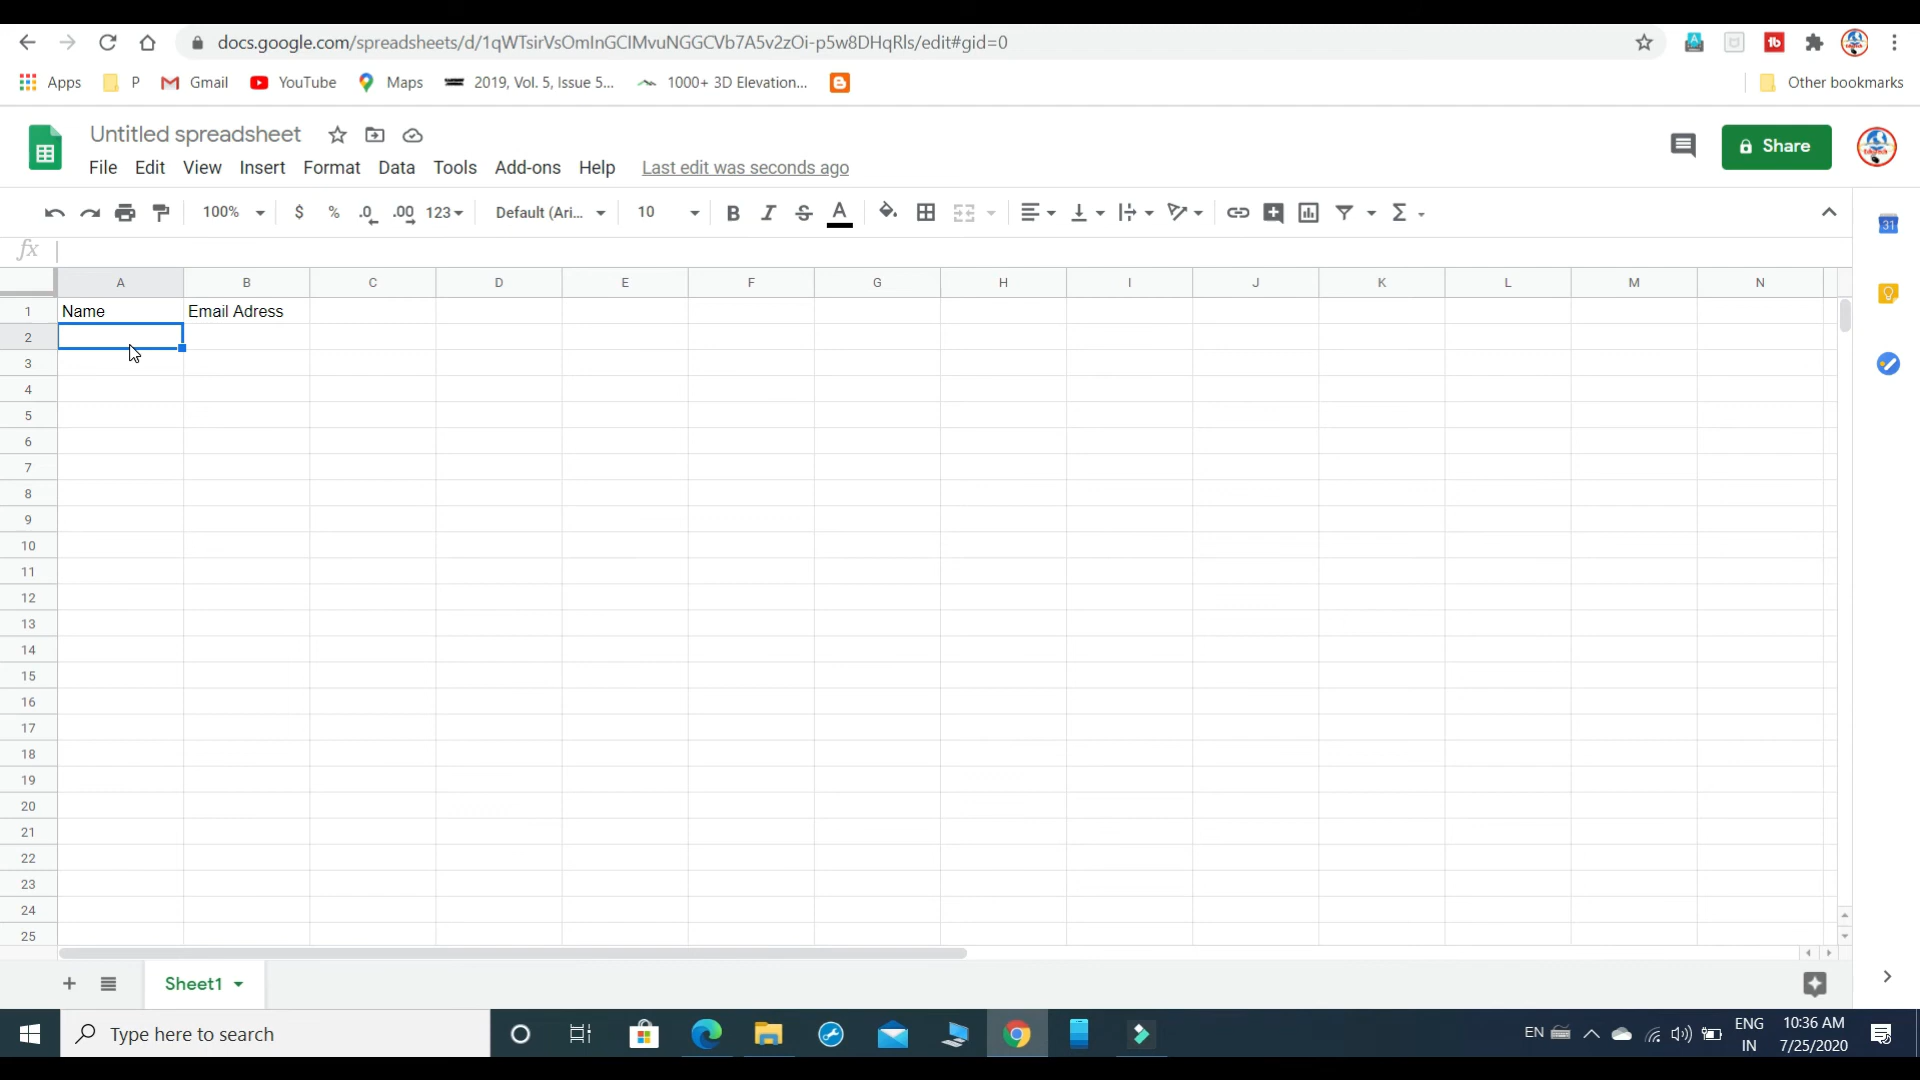 docs.google.com/spreadsheets/d/1qWTsirVsOmInGClMvuNGGCVb7A5v2zOi-p5w8DHqRls/edit#gid=0
Apps P Gmail YouTube Maps 2019, Vol. 5, Issue 5... 1000+ 3D Elevation... Other bookmarks
Untitled spreadsheet
Share
File Edit View Insert Format Data Tools Add-ons Help Last edit was seconds ago
100% $ % .0 .00 123 Default (Ari... 10 B I S A Σ
31
fx
A B C D E F G H I J K L M N
1 Name Email Adress
2
3
4
5
6
7
8
9
10
11
12
13
14
15
16
17
18
19
20
21
22
23
24
25
+ Sheet1
Type here to search
EN ENG 10:36 AM
IN 7/25/2020